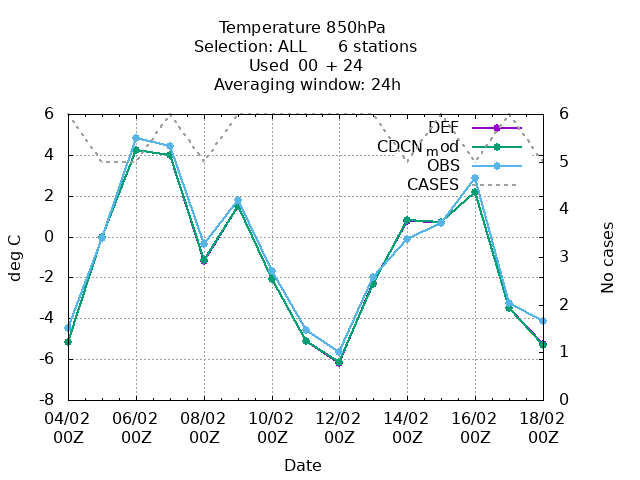 Temperature 850hPa
Selection: ALL 6 stations
Used 00 + 24
Averaging window: 24h
DEF
CDCN_mod
OBS
CASES
6
4
2
0
-2
-4
-6
-8
deg C
6
5
4
3
2
1
0
No cases
04/02 06/02 08/02 10/02 12/02 14/02 16/02 18/02
00Z 00Z 00Z 00Z 00Z 00Z 00Z 00Z
Date